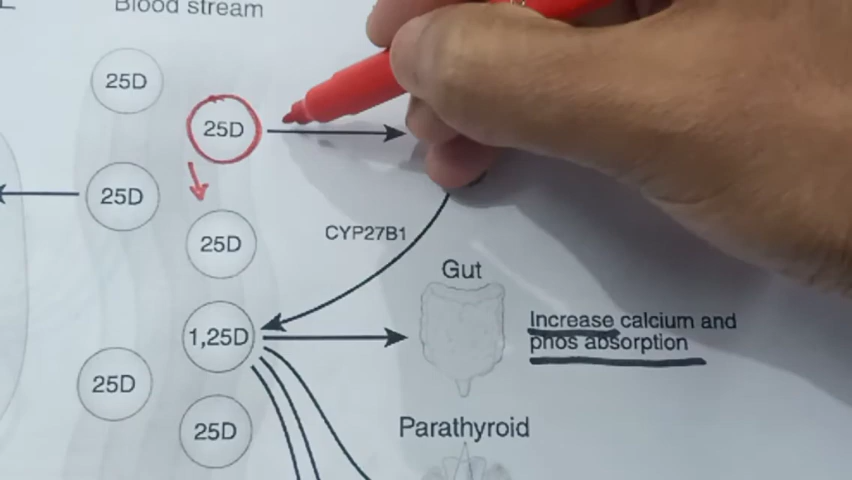 Blood stream
25D
25D
25D
CYP27B1
25D
Gut
1,25D
Increase calcium and
phos absorption
25D
25D
Parathyroid